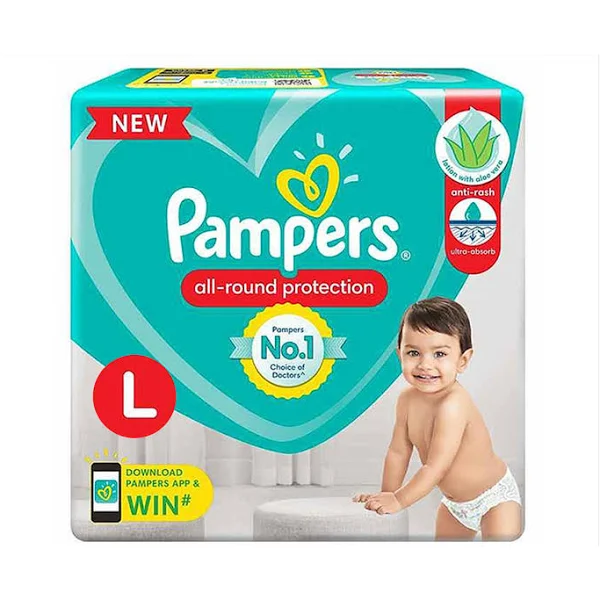 NEW
Pampers®
all-round protection
Pampers
No.1
Choice of
Doctors^
lotion with aloe vera
anti-rash
ultra-absorb
L
DOWNLOAD
PAMPERS APP &
WIN#